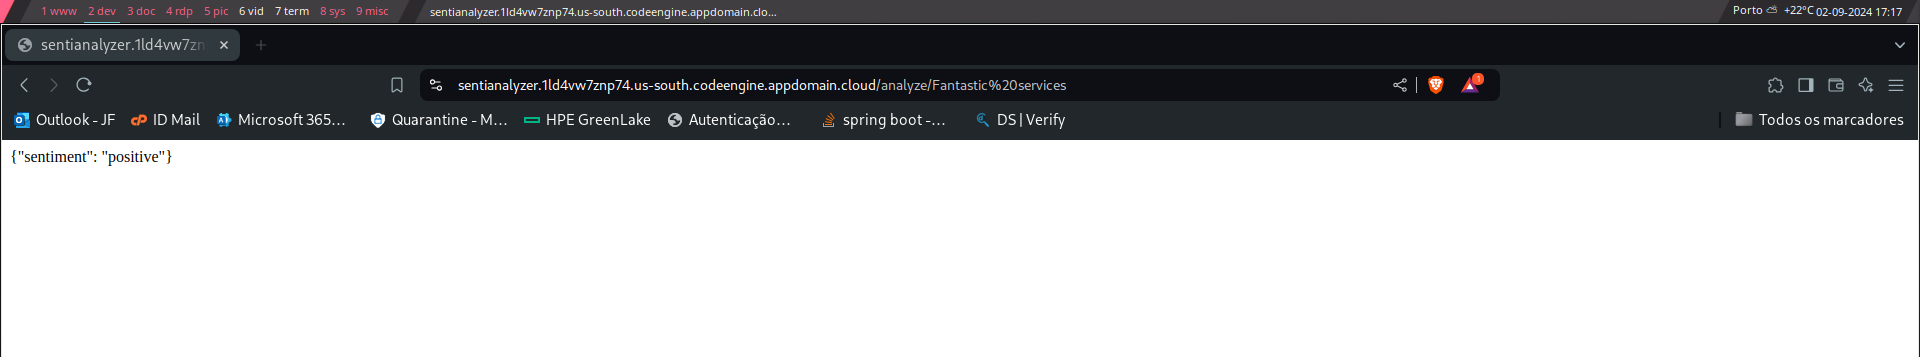 1 www 2 dev 3 doc 4 rdp 5 pic 6 vid 7 term 8 sys 9 misc sentianalyzer.1ld4vw7znp74.us-south.codeengine.appdomain.clo... Porto +22°C 02-09-2024 17:17
sentianalyzer.1ld4vw7zn
sentianalyzer.1ld4vw7znp74.us-south.codeengine.appdomain.cloud/analyze/Fantastic%20services 1
Outlook - JF ID Mail Microsoft 365... Quarantine - M... HPE GreenLake Autenticação... spring boot -... DS | Verify Todos os marcadores
{"sentiment": "positive"}